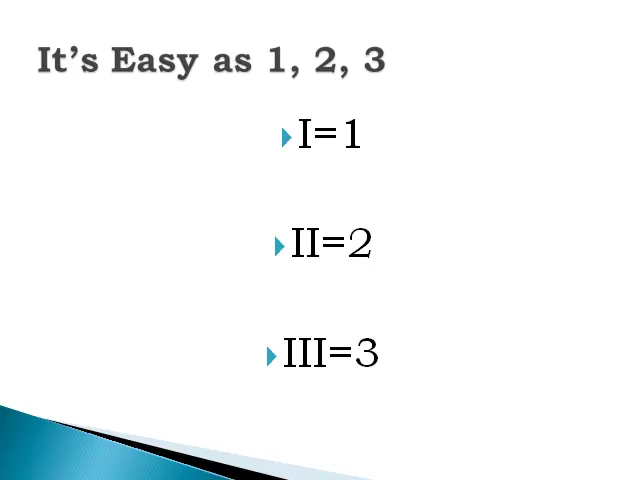 It’s Easy as 1, 2, 3
I=1
II=2
III=3